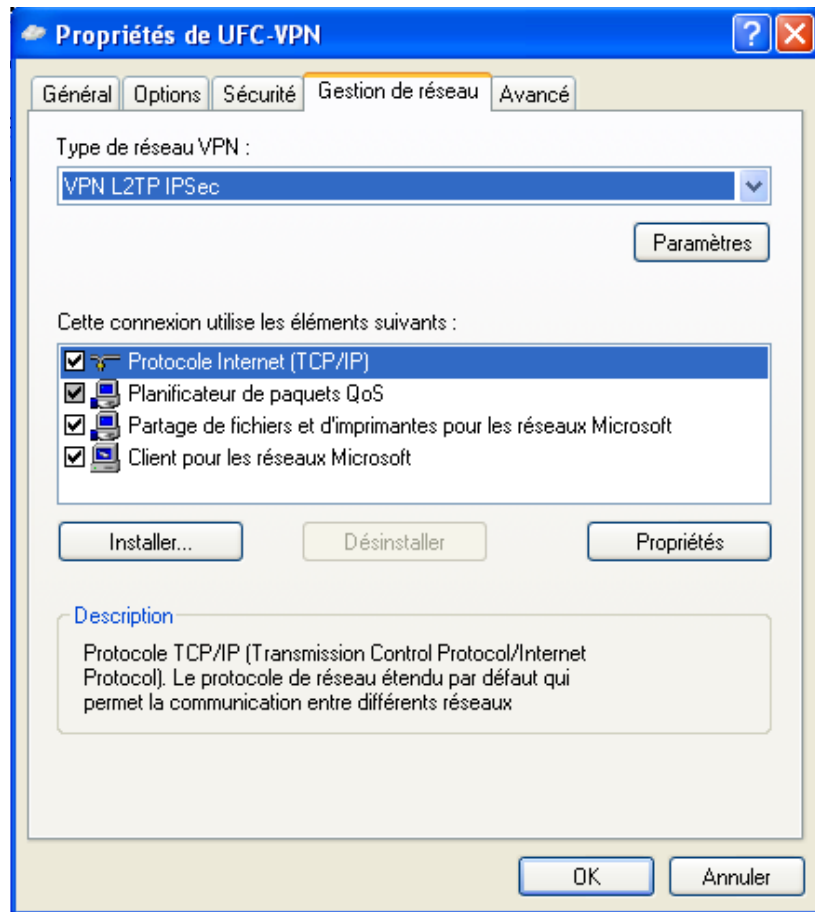 Propriétés de UFC-VPN
Général Options Sécurité Gestion de réseau Avancé
Type de réseau VPN :
VPN L2TP IPSec
Paramètres
Cette connexion utilise les éléments suivants :
Protocole Internet (TCP/IP)
Planificateur de paquets QoS
Partage de fichiers et d'imprimantes pour les réseaux Microsoft
Client pour les réseaux Microsoft
Installer... Désinstaller Propriétés
Description
Protocole TCP/IP (Transmission Control Protocol/Internet
Protocol). Le protocole de réseau étendu par défaut qui
permet la communication entre différents réseaux
OK Annuler